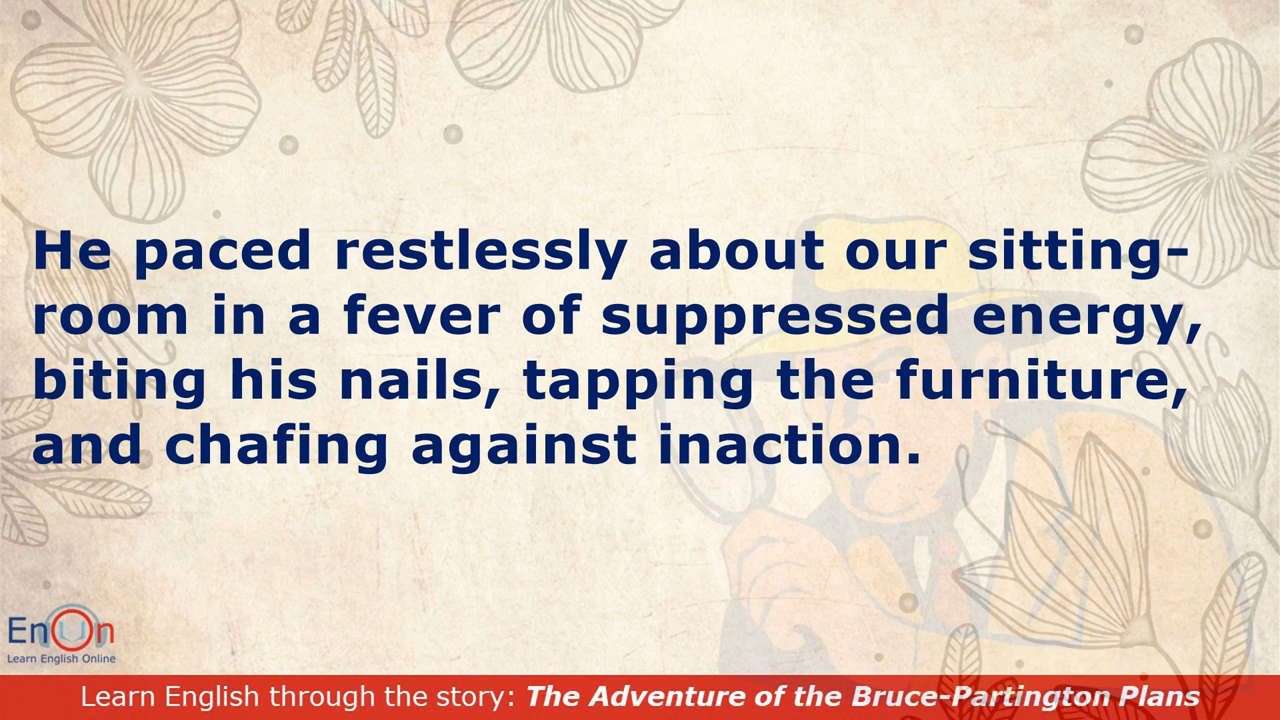 He paced restlessly about our sitting-
room in a fever of suppressed energy,
biting his nails, tapping the furniture,
and chafing against inaction.
EnOn
Learn English Online
Learn English through the story: The Adventure of the Bruce-Partington Plans